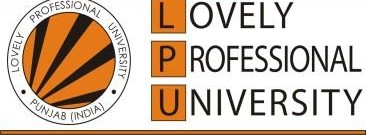 LOVELY PROFESSIONAL UNIVERSITY
• PUNJAB (INDIA) •
LOVELY
PROFESSIONAL
UNIVERSITY